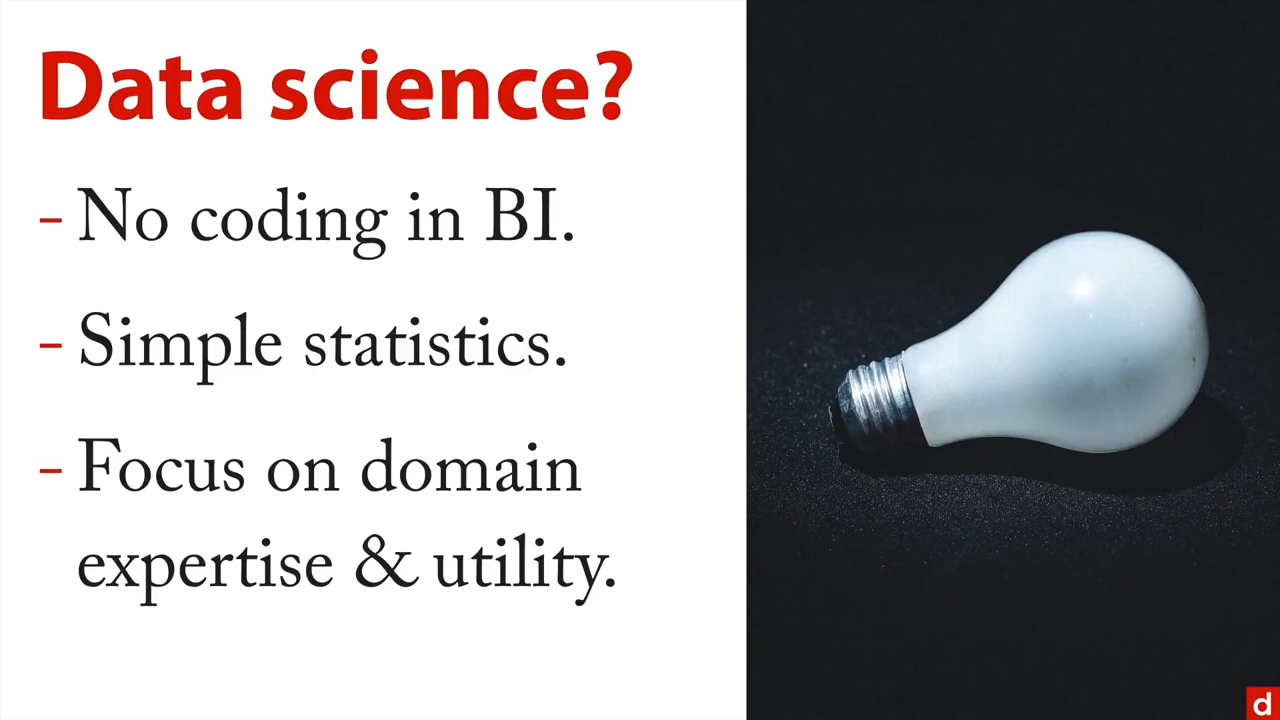 Data science?
- No coding in BI.
- Simple statistics.
- Focus on domain
expertise & utility.
d